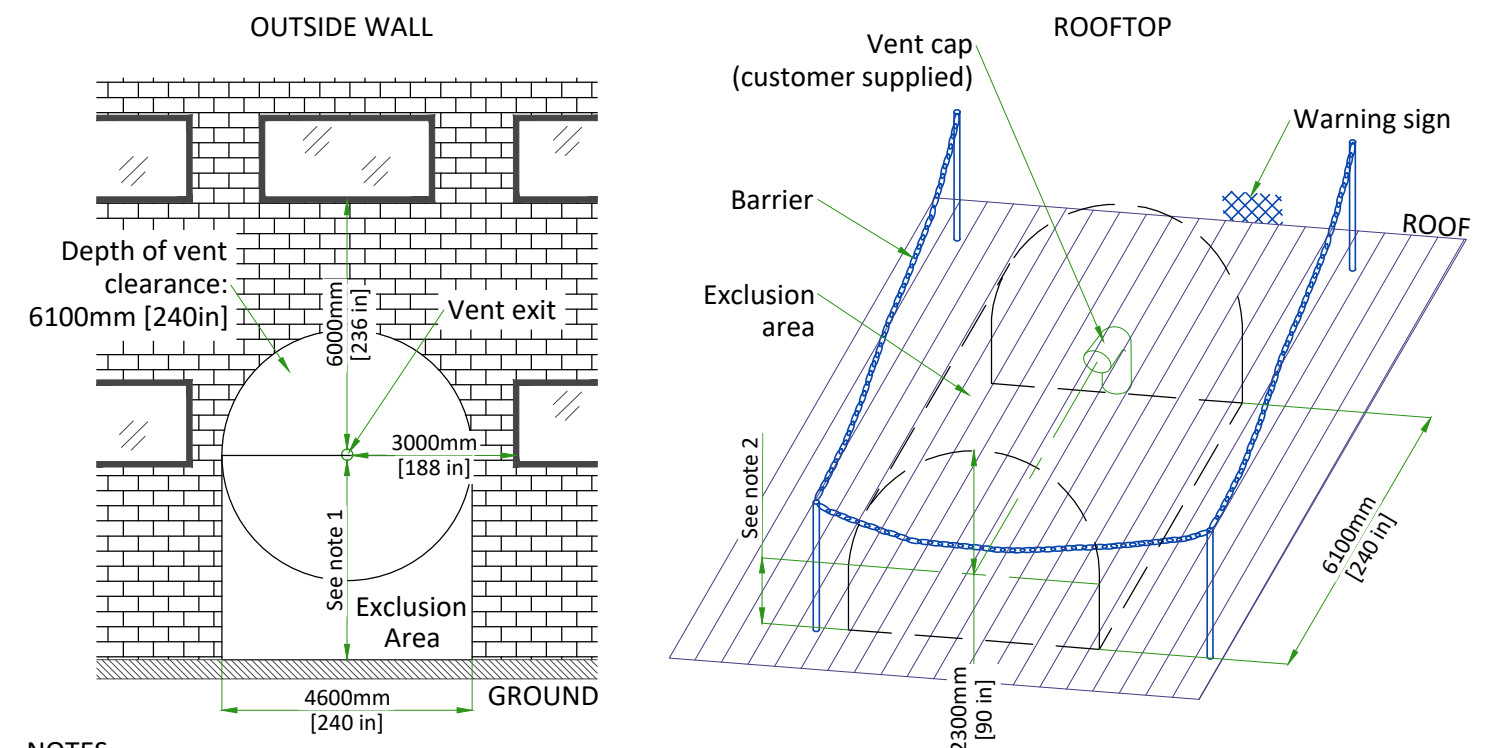 OUTSIDE WALL
Depth of vent
clearance:
6100mm [240in]
6000mm
[236 in]
Vent exit
3000mm
[188 in]
See note 1
Exclusion
Area
GROUND
4600mm
[240 in]
NOTES
ROOFTOP
Vent cap
(customer supplied)
Warning sign
Barrier
ROOF
Exclusion
area
See note 2
6100mm
[240 in]
2300mm
[90 in]